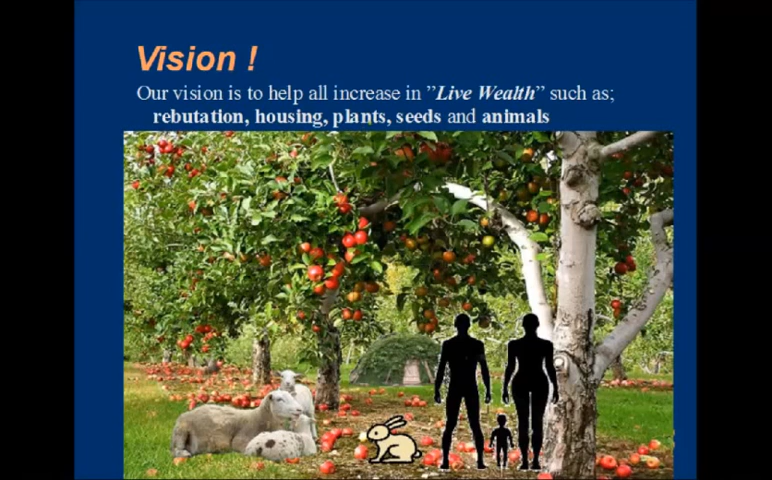 Vision !
Our vision is to help all increase in ”Live Wealth” such as;
rebutation, housing, plants, seeds and animals